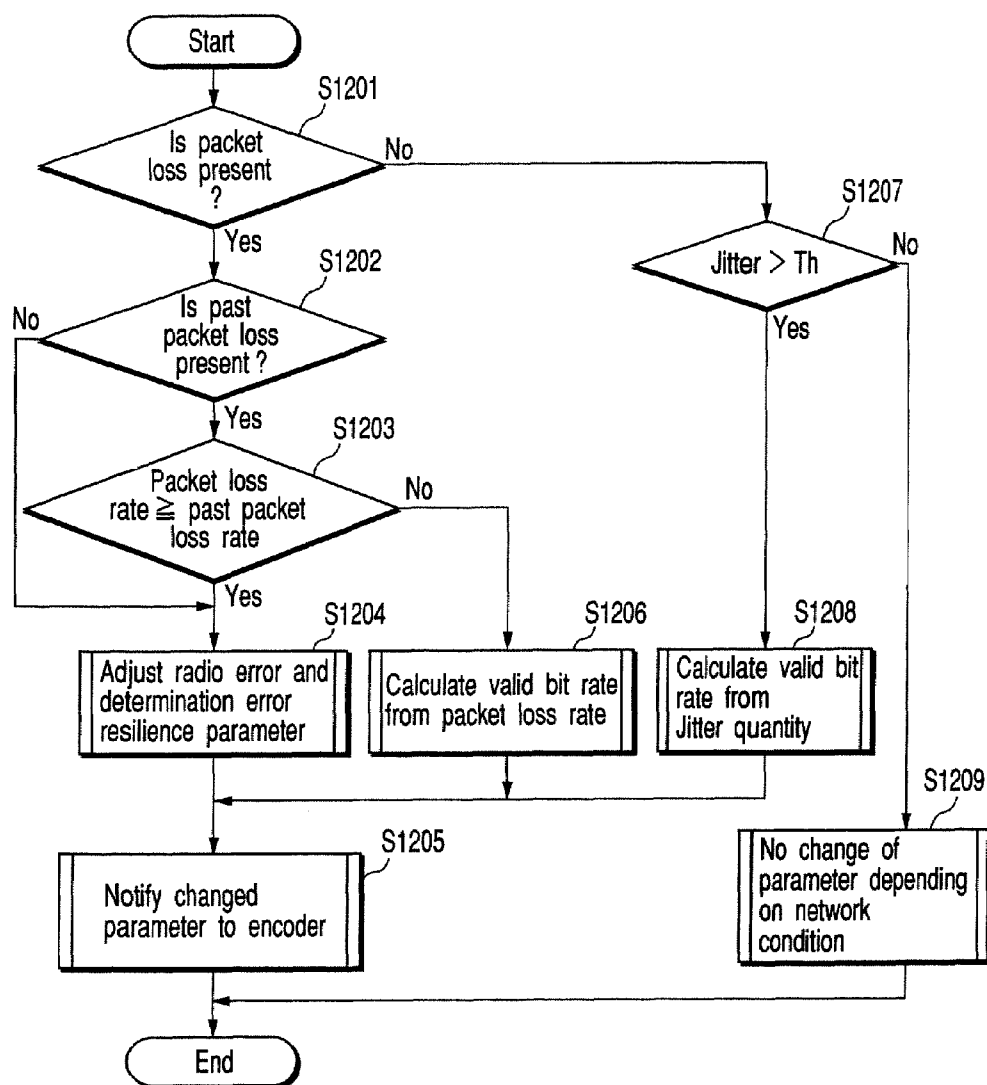 Start
S1201
Is packet
loss present
?
No
Yes
S1207
Jitter > Th
No
Yes
S1202
Is past
packet loss
present ?
No
Yes
S1203
Packet loss
rate ≧ past packet
loss rate
No
Yes
S1204
Adjust radio error and
determination error
resilience parameter
S1206
Calculate valid bit rate
from packet loss rate
S1208
Calculate valid bit
rate from
Jitter quantity
S1205
Notify changed
parameter to encoder
S1209
No change of
parameter depending
on network
condition
End